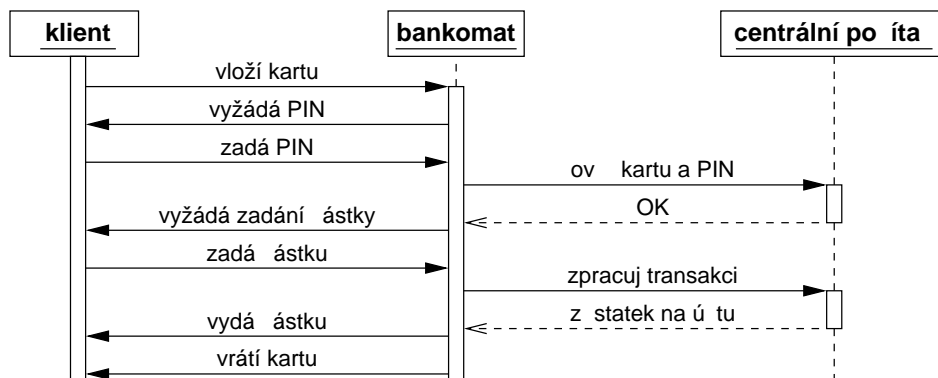 klient
bankomat
centrální po íta
vloží kartu
vyžádá PIN
zadá PIN
ov kartu a PIN
OK
vyžádá zadání ástky
zadá ástku
zpracuj transakci
z statek na ú tu
vydá ástku
vrátí kartu